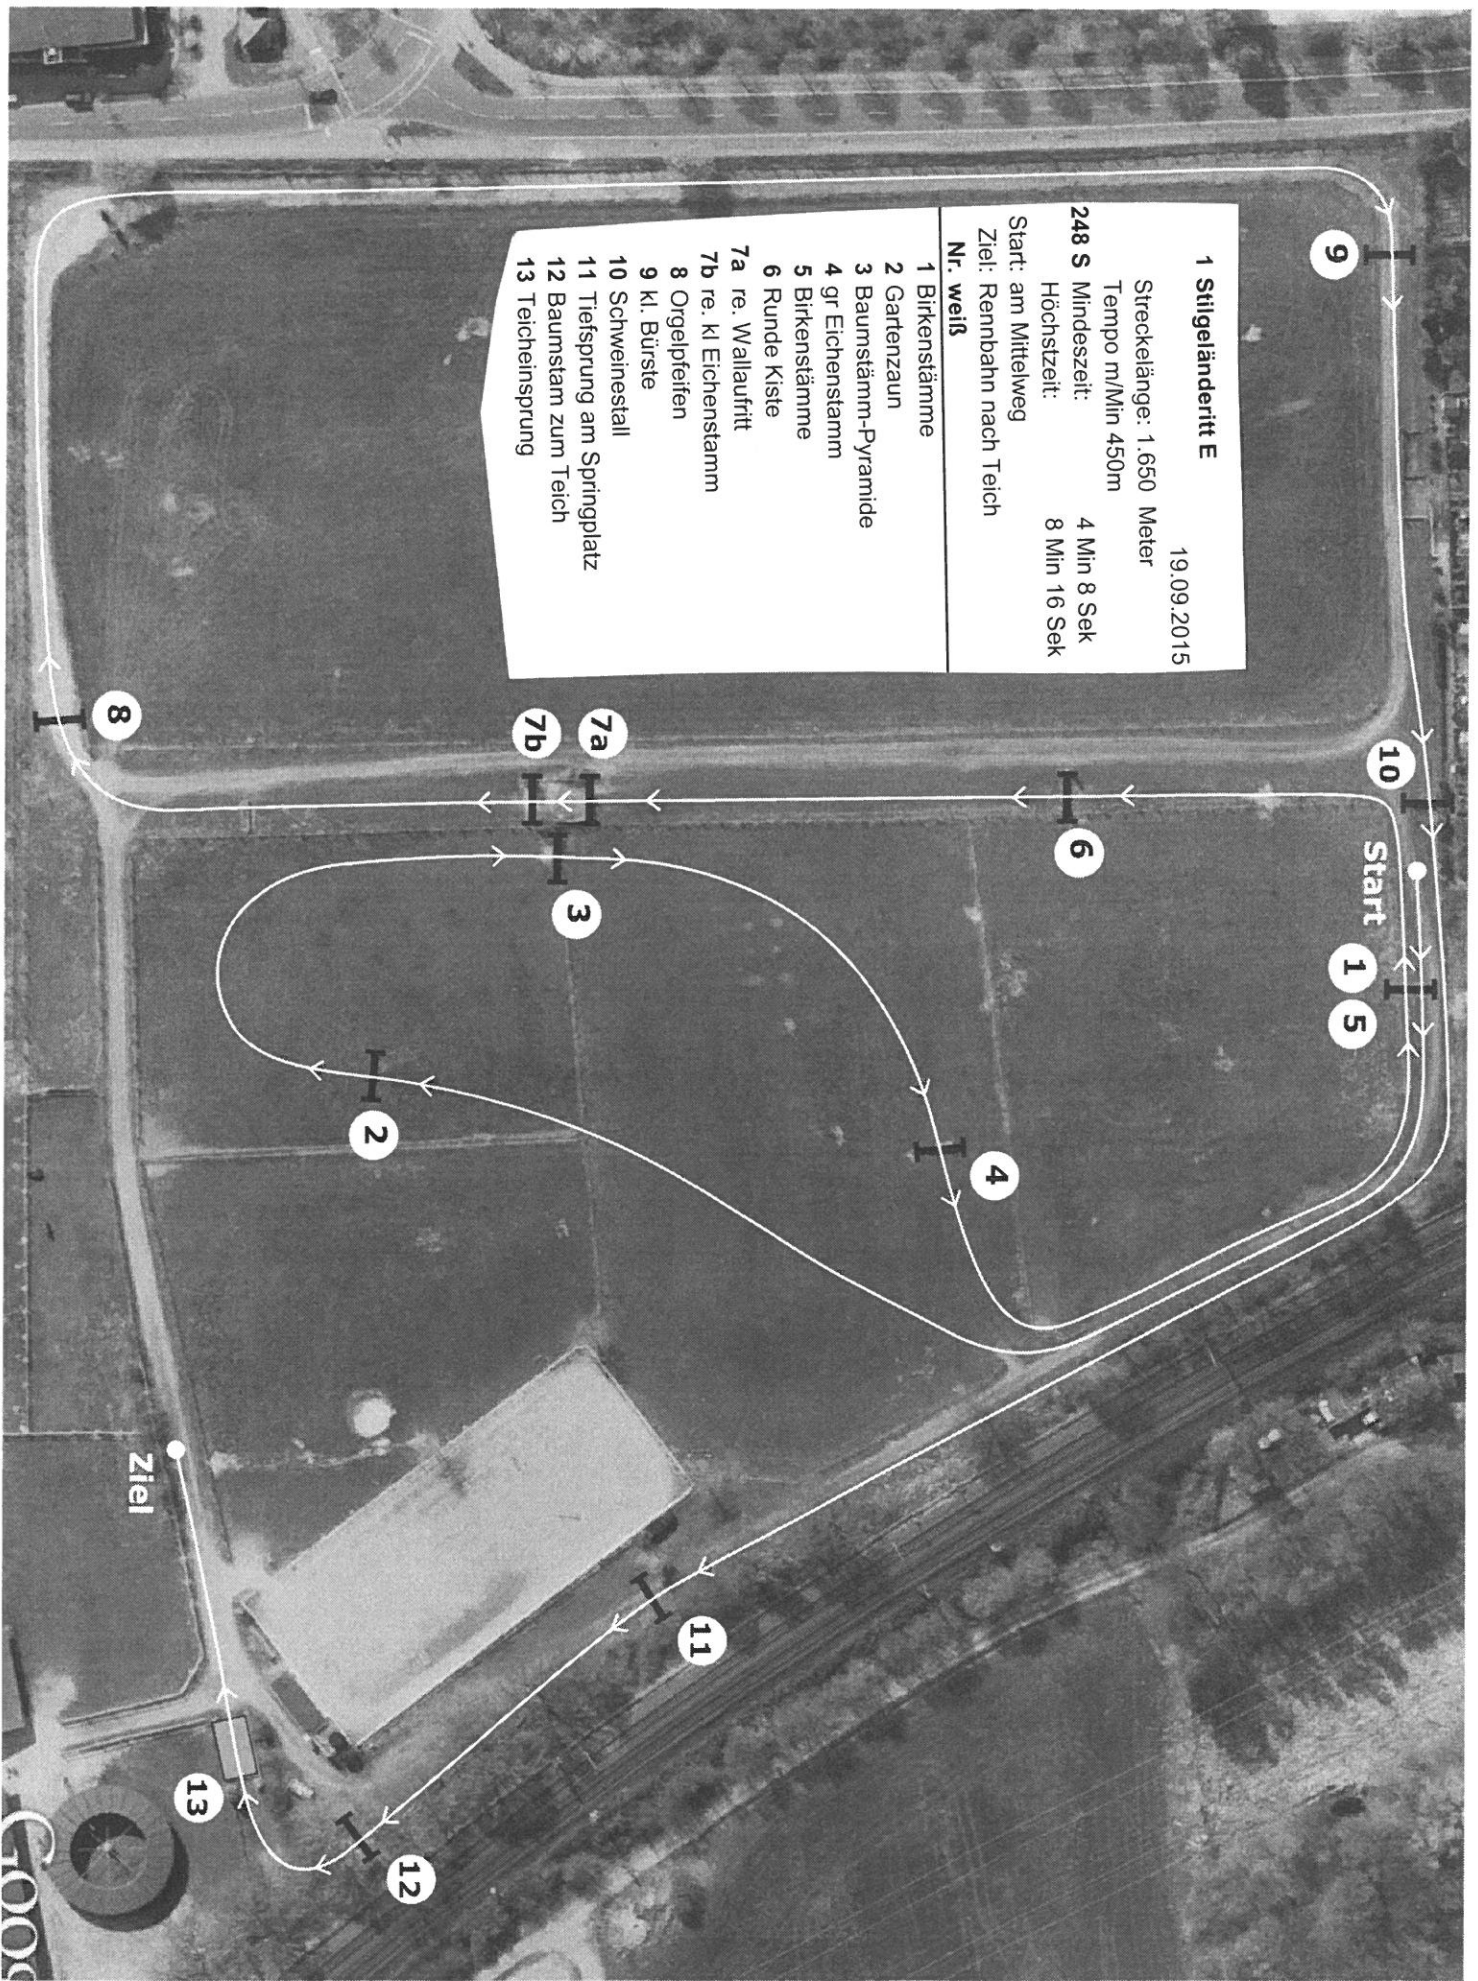 1 Stilgeländeritt E
19.09.2015
Streckelänge: 1.650 Meter
Tempo m/Min 450m
248 S Mindeszeit: 4 Min 8 Sek
Höchstzeit: 8 Min 16 Sek
Start: am Mittelweg
Ziel: Rennbahn nach Teich
Nr. weiß
1 Birkenstämme
2 Gartenzaun
3 Baumstämm-Pyramide
4 gr Eichenstamm
5 Birkenstämme
6 Runde Kiste
7a re. Wallaufritt
7b re. kl Eichenstamm
8 Orgelpfeifen
9 kl. Bürste
10 Schweinestall
11 Tiefsprung am Springplatz
12 Baumstam zum Teich
13 Teicheinsprung
9
10
Start
1
5
6
7a
7b
3
8
4
2
11
Ziel
12
13